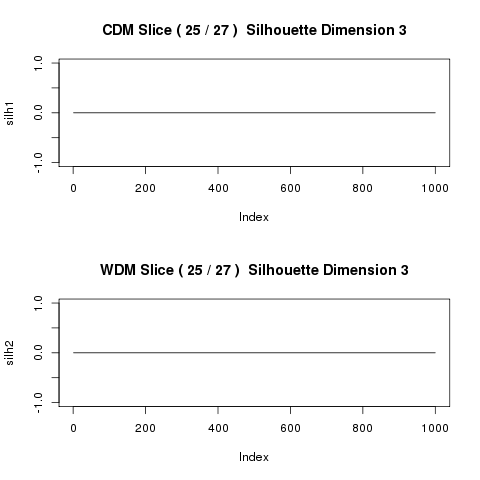 CDM Slice ( 25 / 27 )  Silhouette Dimension 3
silh1
1.0
0.0
-1.0
0 200 400 600 800 1000
Index
WDM Slice ( 25 / 27 )  Silhouette Dimension 3
silh2
1.0
0.0
-1.0
0 200 400 600 800 1000
Index